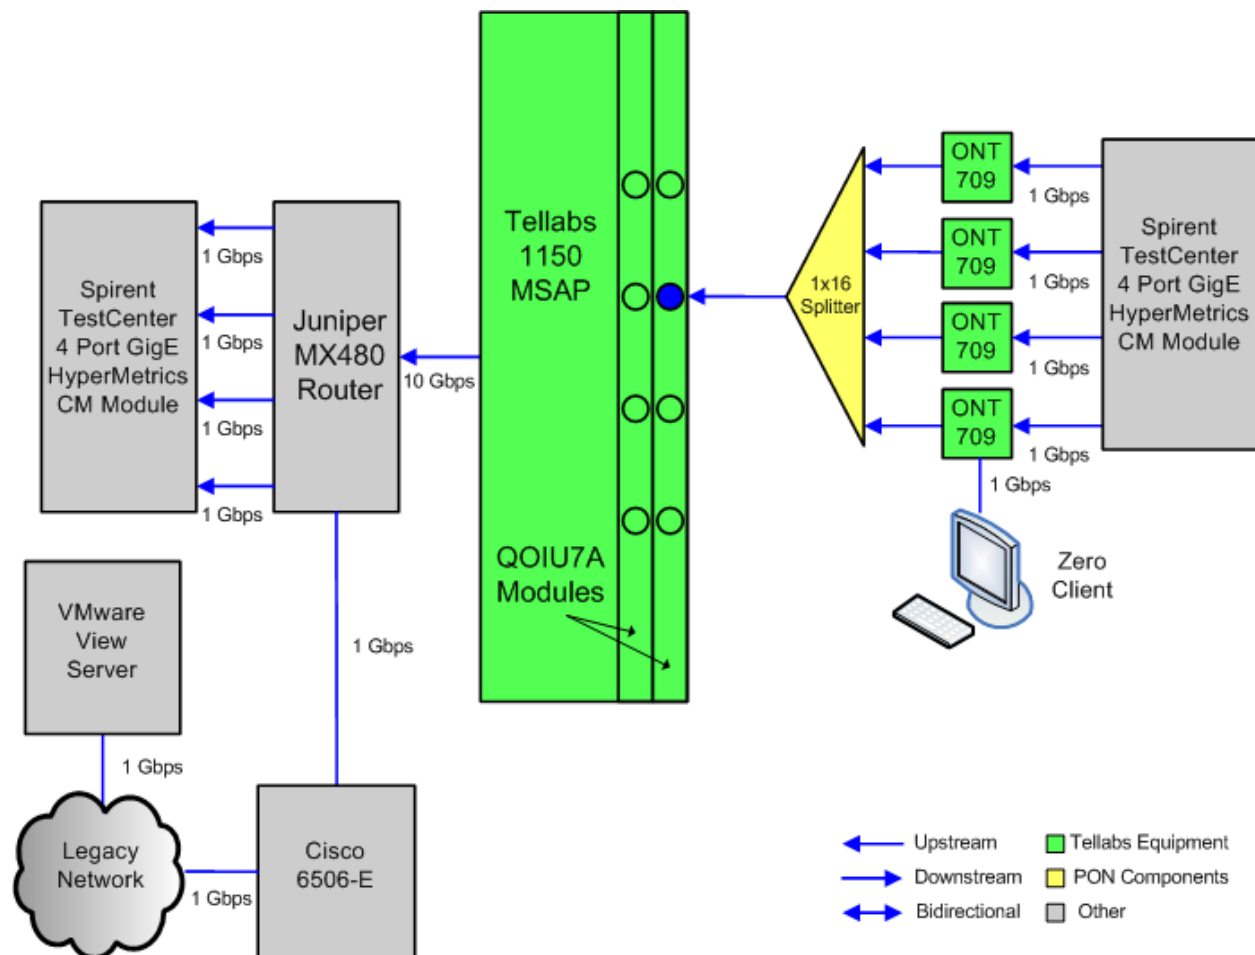 Spirent
TestCenter
4 Port GigE
HyperMetrics
CM Module
1 Gbps
1 Gbps
1 Gbps
1 Gbps
Juniper
MX480
Router
10 Gbps
Tellabs
1150
MSAP
QOIU7A
Modules
1x16
Splitter
ONT
709
ONT
709
ONT
709
ONT
709
1 Gbps
1 Gbps
1 Gbps
1 Gbps
Spirent
TestCenter
4 Port GigE
HyperMetrics
CM Module
1 Gbps
Zero
Client
VMware
View
Server
1 Gbps
1 Gbps
Legacy
Network
1 Gbps
Cisco
6506-E
Upstream
Downstream
Bidirectional
Tellabs Equipment
PON Components
Other